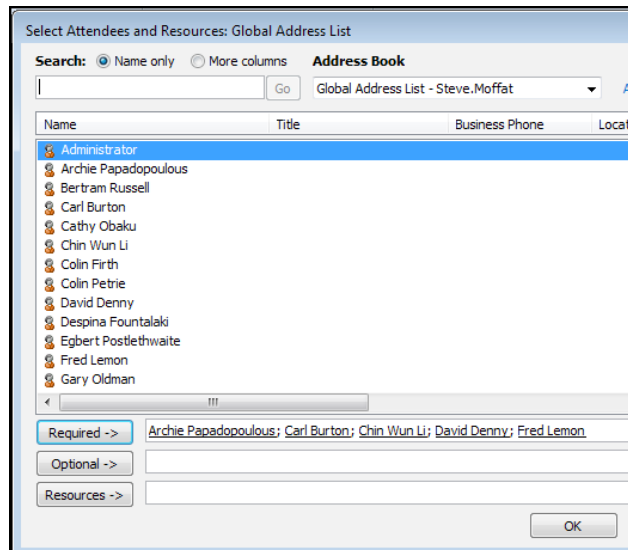 Select Attendees and Resources: Global Address List
Search: Name only More columns Address Book
Go Global Address List - Steve.Moffat A
Name Title Business Phone Locat
Administrator
Archie Papadopoulous
Bertram Russell
Carl Burton
Cathy Obaku
Chin Wun Li
Colin Firth
Colin Petrie
David Denny
Despina Fountalaki
Egbert Postlethwaite
Fred Lemon
Gary Oldman
Required -> Archie Papadopoulous; Carl Burton; Chin Wun Li; David Denny; Fred Lemon
Optional ->
Resources ->
OK